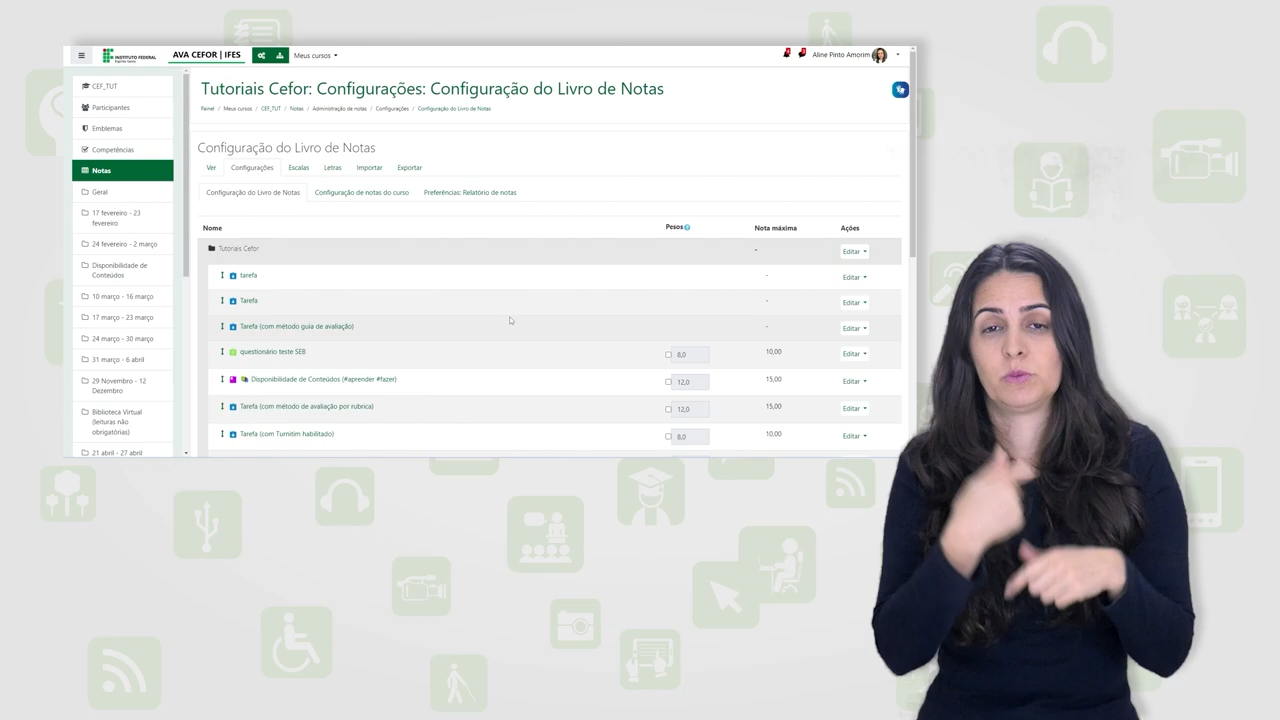 INSTITUTO FEDERAL
Espírito Santo
AVA CEFOR | IFES
Meus cursos
Aline Pinto Amorim
CEF_TUT
Participantes
Emblemas
Competências
Notas
Geral
17 fevereiro - 23
fevereiro
24 fevereiro - 2 março
Disponibilidade de
Conteúdos
10 março - 16 março
17 março - 23 março
24 março - 30 março
31 março - 6 abril
29 Novembro - 12
Dezembro
Biblioteca Virtual
(leituras não
obrigatórias)
21 abril - 27 abril
Tutoriais Cefor: Configurações: Configuração do Livro de Notas
Painel / Meus cursos / CEF_TUT / Notas / Administração de notas / Configurações / Configuração do Livro de Notas
Configuração do Livro de Notas
Ver Configurações Escalas Letras Importar Exportar
Configuração do Livro de Notas Configuração de notas do curso Preferências: Relatório de notas
Nome Pesos Nota máxima Ações
Tutoriais Cefor - Editar
tarefa - Editar
Tarefa - Editar
Tarefa (com método guia de avaliação) - Editar
questionário teste SEB 8,0 10,00 Editar
Disponibilidade de Conteúdos (#aprender #fazer) 12,0 15,00 Editar
Tarefa (com método de avaliação por rubrica) 12,0 15,00 Editar
Tarefa (com Turnitim habilitado) 8,0 10,00 Editar